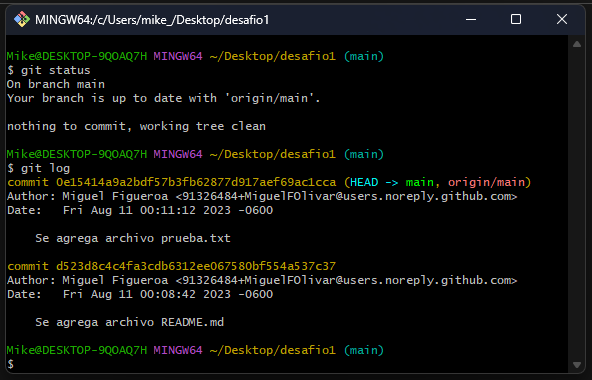 MINGW64:/c/Users/mike_/Desktop/desafio1
Mike@DESKTOP-9QOAQ7H MINGW64 ~/Desktop/desafio1 (main)
$ git status
On branch main
Your branch is up to date with 'origin/main'.
nothing to commit, working tree clean
Mike@DESKTOP-9QOAQ7H MINGW64 ~/Desktop/desafio1 (main)
$ git log
commit 0e15414a9a2bdf57b3fb62877d917aef69ac1cca (HEAD -> main, origin/main)
Author: Miguel Figueroa <91326484+MiguelFOlivar@users.noreply.github.com>
Date:   Fri Aug 11 00:11:12 2023 -0600
Se agrega archivo prueba.txt
commit d523d8c4c4fa3cdb6312ee067580bf554a537c37
Author: Miguel Figueroa <91326484+MiguelFOlivar@users.noreply.github.com>
Date:   Fri Aug 11 00:08:42 2023 -0600
Se agrega archivo README.md
Mike@DESKTOP-9QOAQ7H MINGW64 ~/Desktop/desafio1 (main)
$